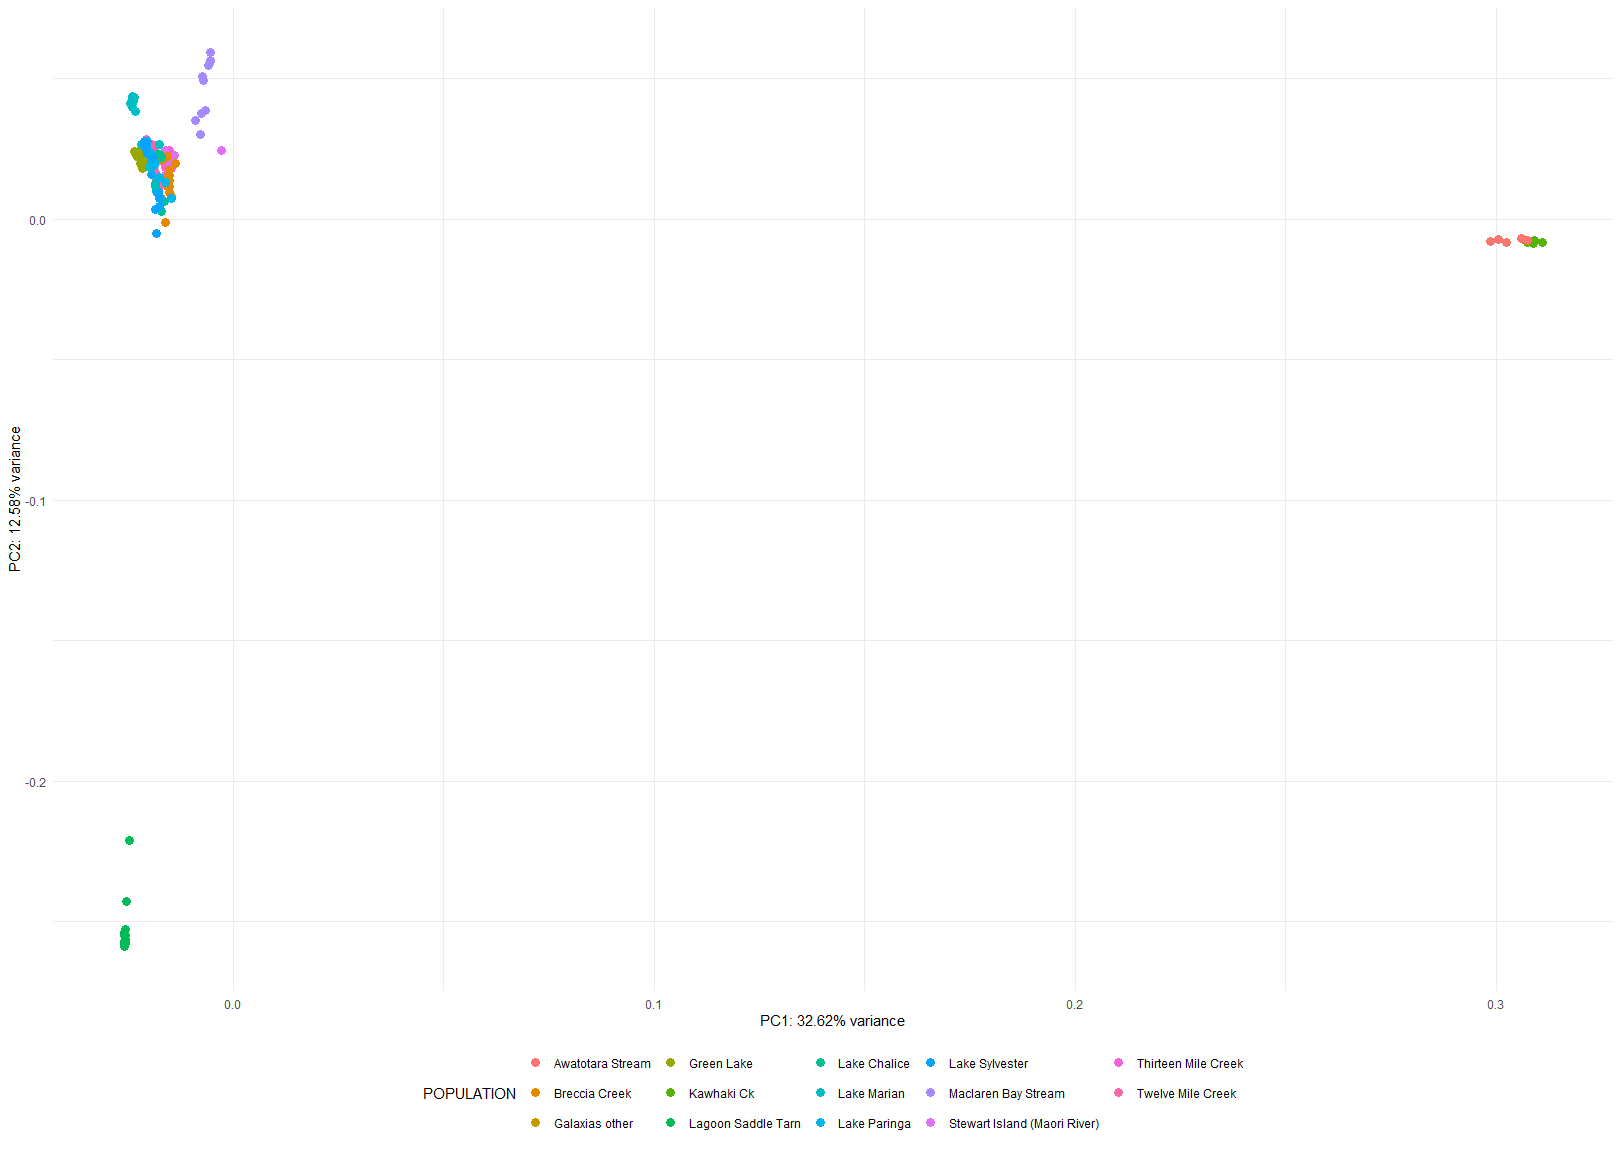 PC2: 12.58% variance
0.0
-0.1
-0.2
0.0 0.1 0.2 0.3
PC1: 32.62% variance
POPULATION
Awatotara Stream Green Lake Lake Chalice Lake Sylvester Thirteen Mile Creek
Breccia Creek Kawhaki Ck Lake Marian Maclaren Bay Stream Twelve Mile Creek
Galaxias other Lagoon Saddle Tarn Lake Paringa Stewart Island (Maori River)